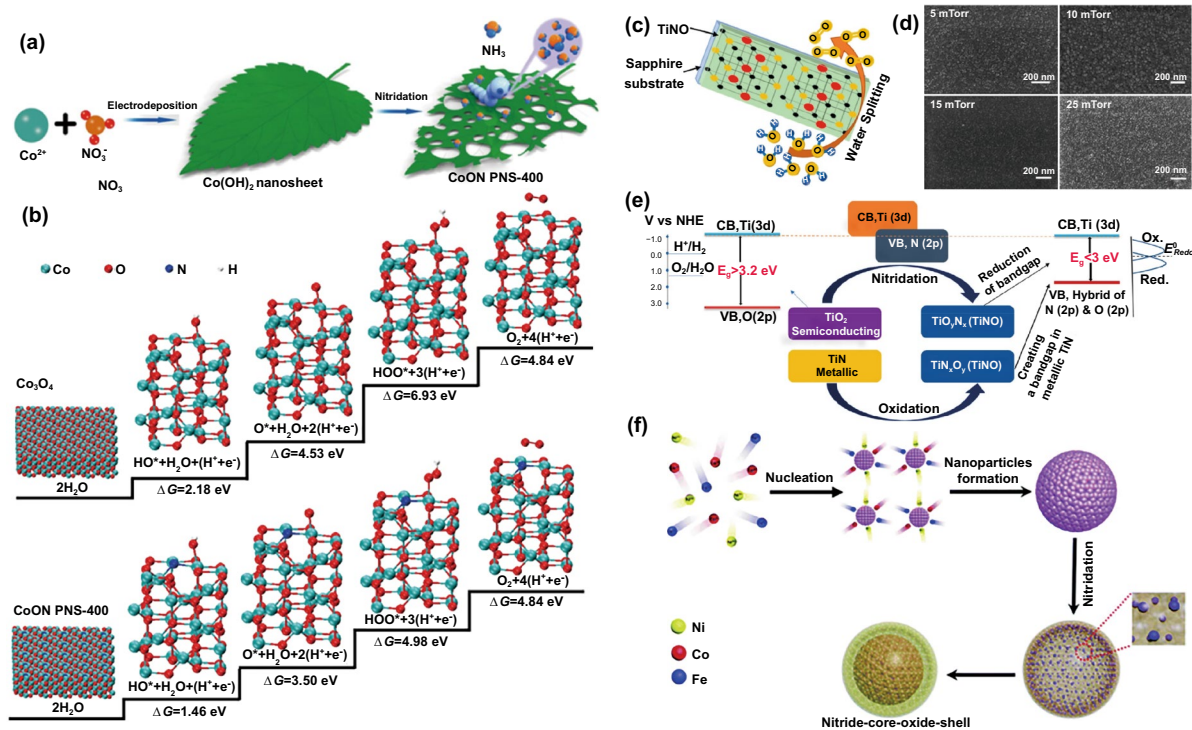 (a)
NH3
Electrodeposition
Nitridation
Co2+
NO3-
NO3
Co(OH)2 nanosheet
CoON PNS-400
(b)
Co
O
N
H
Co3O4
2H2O
HO*+H2O+(H++e-)
ΔG=2.18 eV
O*+H2O+2(H++e-)
ΔG=4.53 eV
HOO*+3(H++e-)
ΔG=6.93 eV
O2+4(H++e-)
ΔG=4.84 eV
CoON PNS-400
2H2O
HO*+H2O+(H++e-)
ΔG=1.46 eV
O*+H2O+2(H++e-)
ΔG=3.50 eV
HOO*+3(H++e-)
ΔG=4.98 eV
O2+4(H++e-)
ΔG=4.84 eV
(c)
TiNO
Sapphire
substrate
Water Splitting
(d)
5 mTorr
200 nm
10 mTorr
200 nm
15 mTorr
200 nm
25 mTorr
200 nm
(e)
V vs NHE
-1.0
0.0
1.0
2.0
3.0
H+/H2
O2/H2O
CB,Ti(3d)
Eg>3.2 eV
VB,O(2p)
CB,Ti (3d)
VB, N (2p)
Nitridation
TiO2
Semiconducting
TiN
Metallic
Oxidation
TiOyNx (TiNO)
TiNxOy (TiNO)
Reduction
of bandgap
Creating
a bandgap in
metallic TiN
CB,Ti (3d)
Eg<3 eV
VB, Hybrid of
N (2p) & O (2p)
Ox.
E0Redox
Red.
(f)
Nucleation
Nanoparticles
formation
Nitridation
Ni
Co
Fe
Nitride-core-oxide-shell